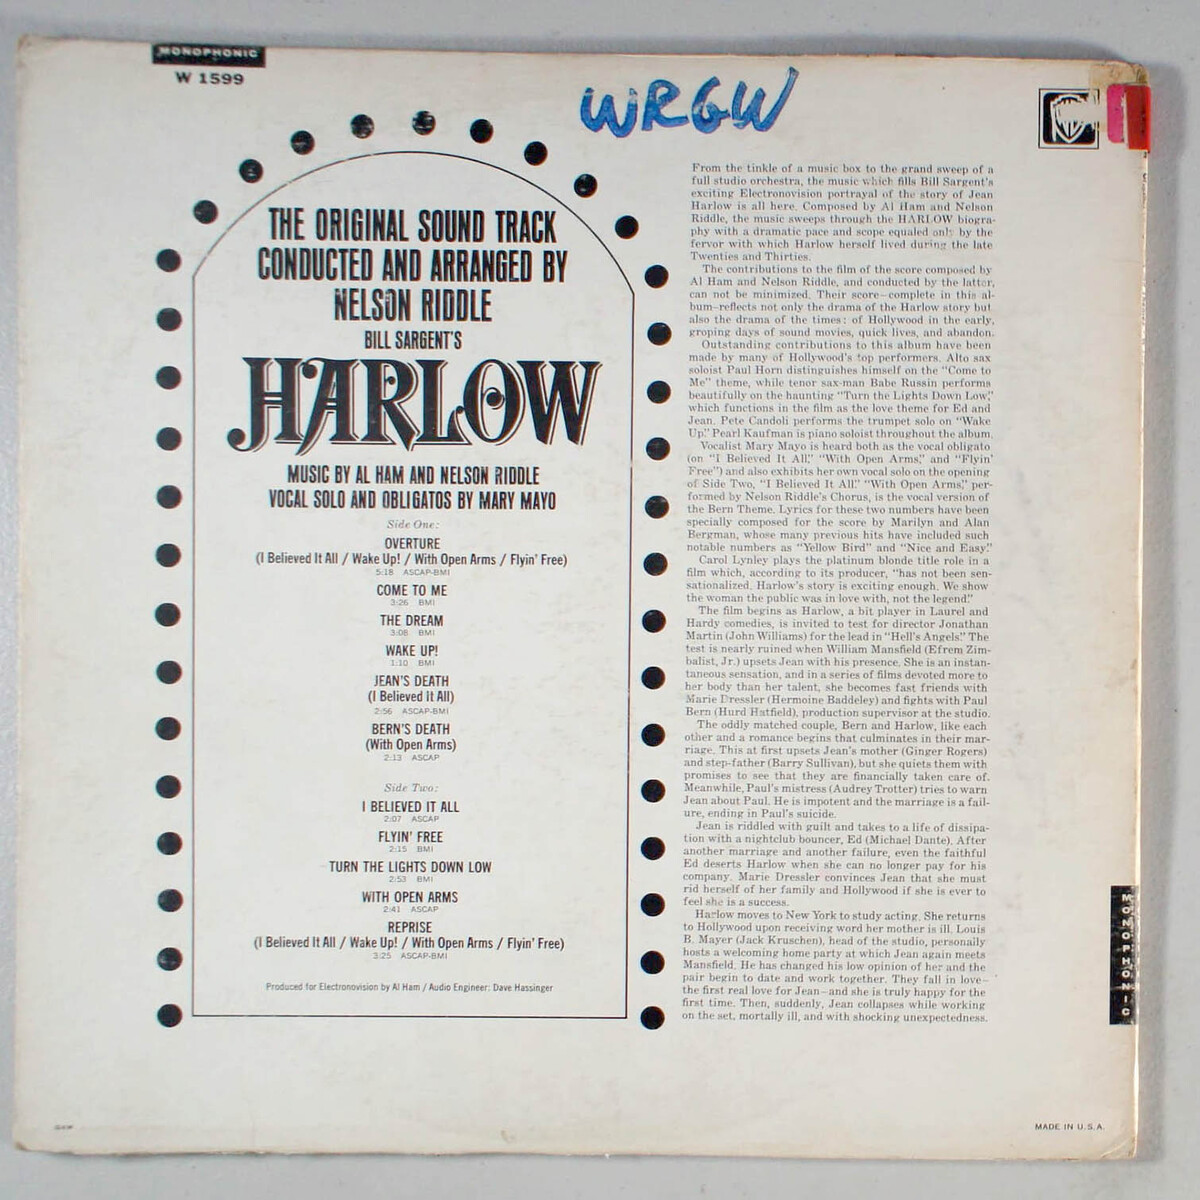 MONOPHONIC
W 1599
WRGW
THE ORIGINAL SOUND TRACK
CONDUCTED AND ARRANGED BY
NELSON RIDDLE
BILL SARGENT'S
HARLOW
MUSIC BY AL HAM AND NELSON RIDDLE
VOCAL SOLO AND OBLIGATOS BY MARY MAYO
Side One:
OVERTURE
(I Believed It All / Wake Up! / With Open Arms / Flyin' Free)
5:18 ASCAP-BMI
COME TO ME
3:26 BMI
THE DREAM
3:08 BMI
WAKE UP!
1:10 BMI
JEAN'S DEATH
(I Believed It All)
2:56 ASCAP-BMI
BERN'S DEATH
(With Open Arms)
2:13 ASCAP
Side Two:
I BELIEVED IT ALL
2:07 ASCAP
FLYIN' FREE
2:15 BMI
TURN THE LIGHTS DOWN LOW
2:53 BMI
WITH OPEN ARMS
2:41 ASCAP
REPRISE
(I Believed It All / Wake Up! / With Open Arms / Flyin' Free)
3:25 ASCAP-BMI
Produced for Electronovision by Al Ham / Audio Engineer: Dave Hassinger
From the tinkle of a music box to the grand sweep of a
full studio orchestra, the music which fills Bill Sargent's
exciting Electronovision portrayal of the story of Jean
Harlow is all here. Composed by Al Ham and Nelson
Riddle, the music sweeps through the HARLOW biogra-
phy with a dramatic pace and scope equaled only by the
fervor with which Harlow herself lived during the late
Twenties and Thirties.
The contributions to the film of the score composed by
Al Ham and Nelson Riddle, and conducted by the latter,
can not be minimized. Their score—complete in this al-
bum—reflects not only the drama of the Harlow story but
also the drama of the times: of Hollywood in the early,
groping days of sound movies, quick lives, and abandon.
Outstanding contributions to this album have been
made by many of Hollywood's top performers. Alto sax
soloist Paul Horn distinguishes himself on the "Come to
Me" theme, while tenor sax-man Babe Russin performs
beautifully on the haunting "Turn the Lights Down Low,"
which functions in the film as the love theme for Ed and
Jean. Pete Candoli performs the trumpet solo on "Wake
Up." Pearl Kaufman is piano soloist throughout the album.
Vocalist Mary Mayo is heard both as the vocal obligato
(on "I Believed It All," "With Open Arms," and "Flyin'
Free") and also exhibits her own vocal solo on the opening
of Side Two, "I Believed It All." "With Open Arms," per-
formed by Nelson Riddle's Chorus, is the vocal version of
the Bern Theme. Lyrics for these two numbers have been
specially composed for the score by Marilyn and Alan
Bergman, whose many previous hits have included such
notable numbers as "Yellow Bird" and "Nice and Easy."
Carol Lynley plays the platinum blonde title role in a
film which, according to its producer, "has not been sen-
sationalized. Harlow's story is exciting enough. We show
the woman the public was in love with, not the legend."
The film begins as Harlow, a bit player in Laurel and
Hardy comedies, is invited to test for director Jonathan
Martin (John Williams) for the lead in "Hell's Angels." The
test is nearly ruined when William Mansfield (Efrem Zim-
balist, Jr.) upsets Jean with his presence. She is an instan-
taneous sensation, and in a series of films devoted more to
her body than her talent, she becomes fast friends with
Marie Dressler (Hermoine Baddeley) and fights with Paul
Bern (Hurd Hatfield), production supervisor at the studio.
The oddly matched couple, Bern and Harlow, like each
other and a romance begins that culminates in their mar-
riage. This at first upsets Jean's mother (Ginger Rogers)
and step-father (Barry Sullivan), but she quiets them with
promises to see that they are financially taken care of.
Meanwhile, Paul's mistress (Audrey Trotter) tries to warn
Jean about Paul. He is impotent and the marriage is a fail-
ure, ending in Paul's suicide.
Jean is riddled with guilt and takes to a life of dissipa-
tion with a nightclub bouncer, Ed (Michael Dante). After
another marriage and another failure, even the faithful
Ed deserts Harlow when she can no longer pay for his
company. Marie Dressler convinces Jean that she must
rid herself of her family and Hollywood if she is ever to
feel she is a success.
Harlow moves to New York to study acting. She returns
to Hollywood upon receiving word her mother is ill. Louis
B. Mayer (Jack Kruschen), head of the studio, personally
hosts a welcoming home party at which Jean again meets
Mansfield. He has changed his low opinion of her and the
pair begin to date and work together. They fall in love—
the first real love for Jean—and she is truly happy for the
first time. Then, suddenly, Jean collapses while working
on the set, mortally ill, and with shocking unexpectedness.
MONOPHONIC
MADE IN U.S.A.